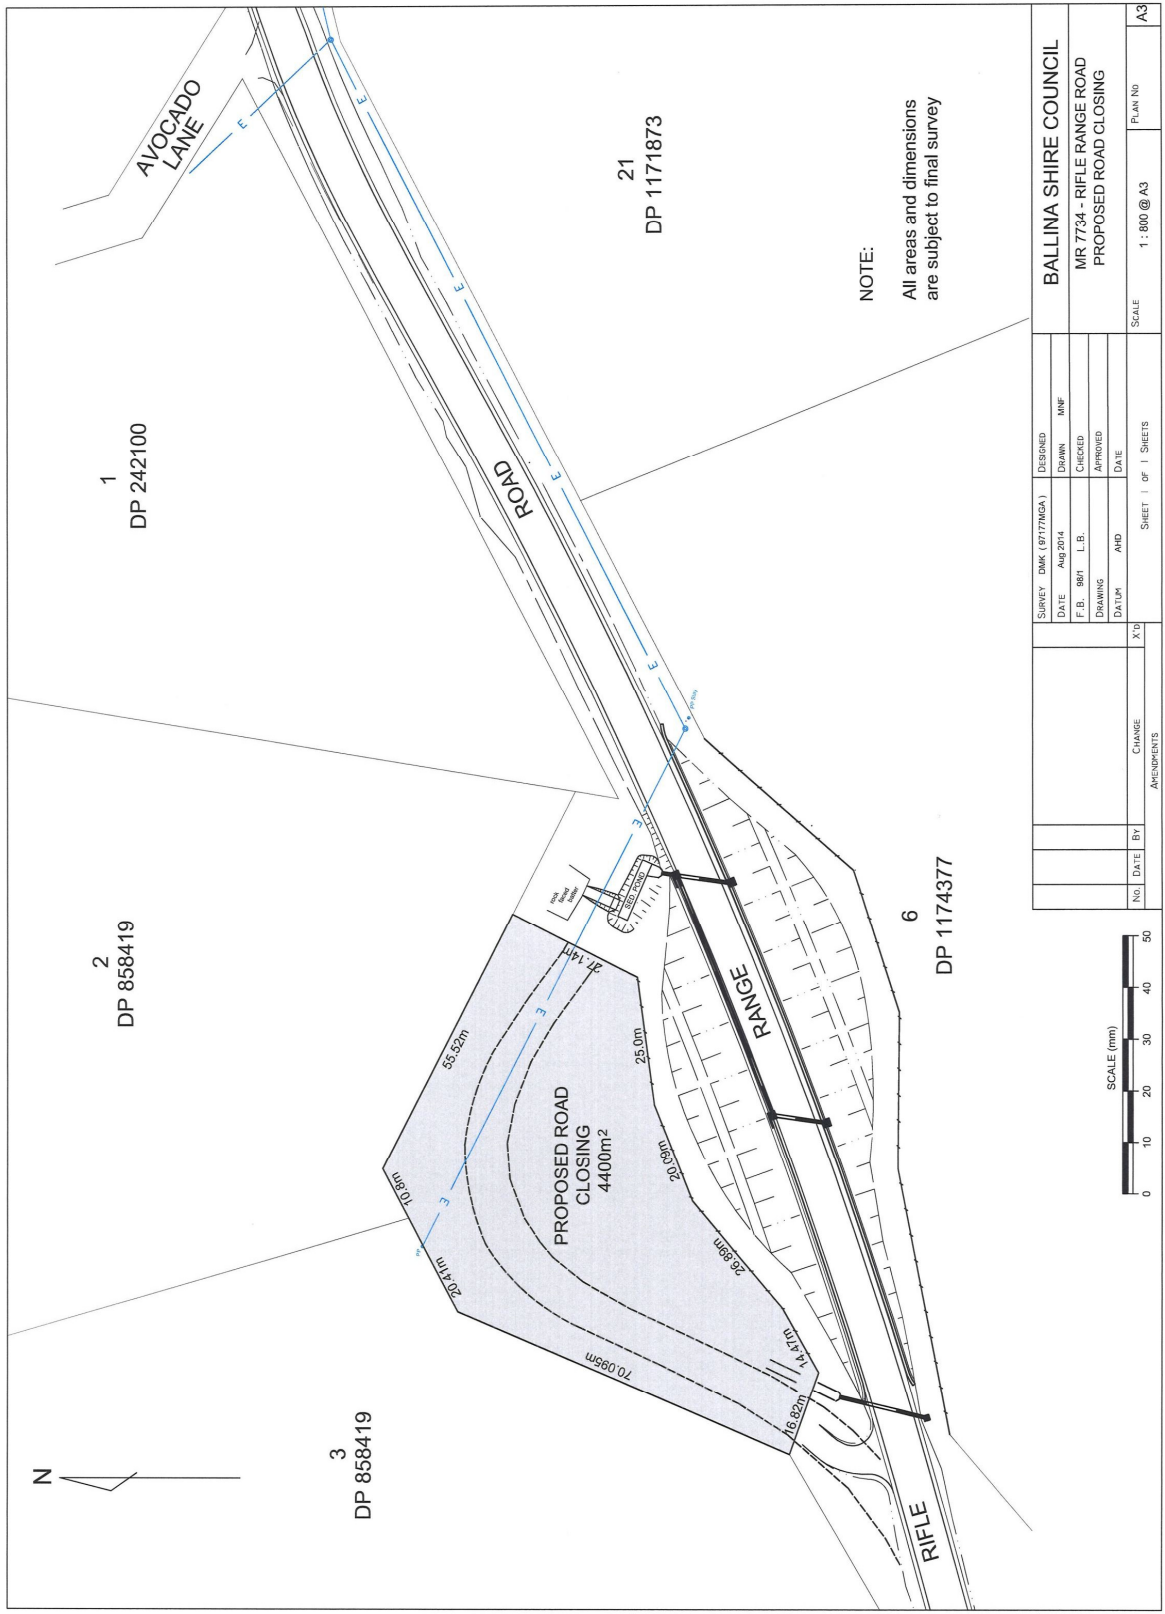 N
AVOCADO
LANE
1
DP 242100
2
DP 858419
3
DP 858419
21
DP 1171873
6
DP 1174377
ROAD
RANGE
RIFLE
PROPOSED ROAD
CLOSING
4400m²
55.52m
10.8m
20.41m
70.095m
16.82m
14.47m
26.89m
20.09m
25.0m
27.14m
rock
faced
batter
SED POND
PP
PP Stay
E
E
E
E
E
E
E
E
E
NOTE:
All areas and dimensions
are subject to final survey
SCALE (mm)
0 10 20 30 40 50
No. DATE BY CHANGE X'D
AMENDMENTS
SURVEY DMK ( 97177MGA ) DESIGNED
DATE Aug 2014 DRAWN MNF
F.B. 98/1 L.B. CHECKED
DRAWING APPROVED
DATUM AHD DATE
SHEET 1 OF 1 SHEETS
BALLINA SHIRE COUNCIL
MR 7734 - RIFLE RANGE ROAD
PROPOSED ROAD CLOSING
SCALE 1 : 800 @ A3 PLAN No A3